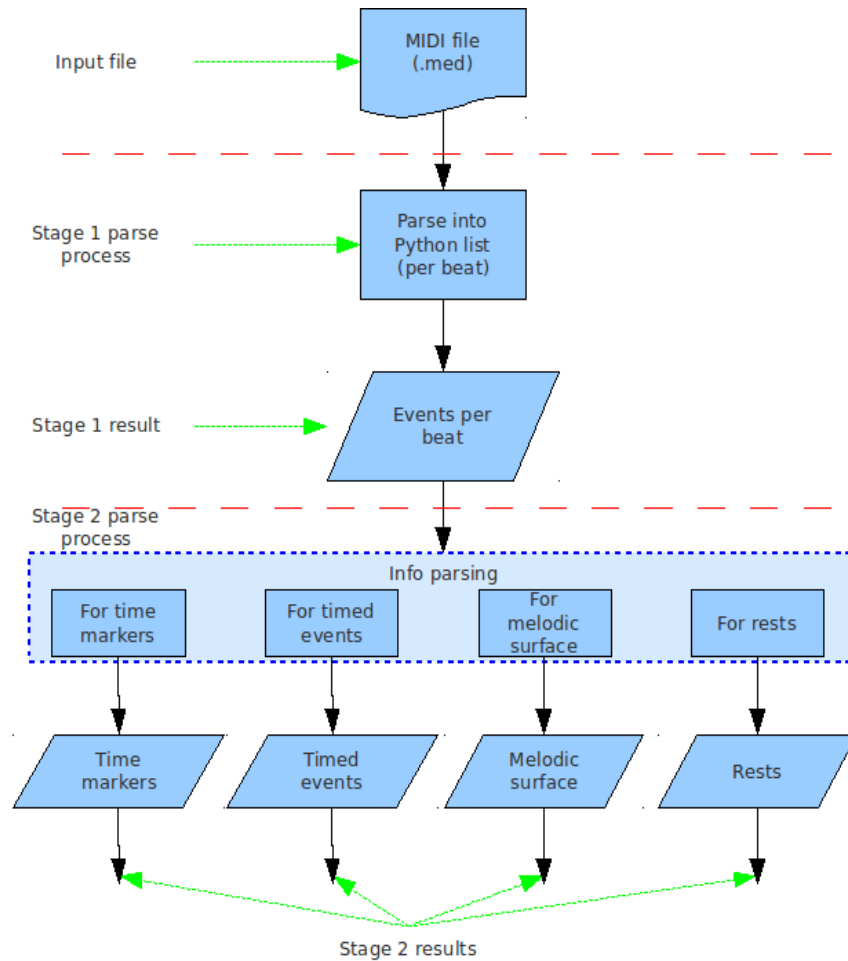 MIDI file
(.med)
Input file
Parse into
Python list
(per beat)
Stage 1 parse
process
Events per
beat
Stage 1 result
Stage 2 parse
process
Info parsing
For time
markers
For timed
events
For
melodic
surface
For rests
Time
markers
Timed
events
Melodic
surface
Rests
Stage 2 results